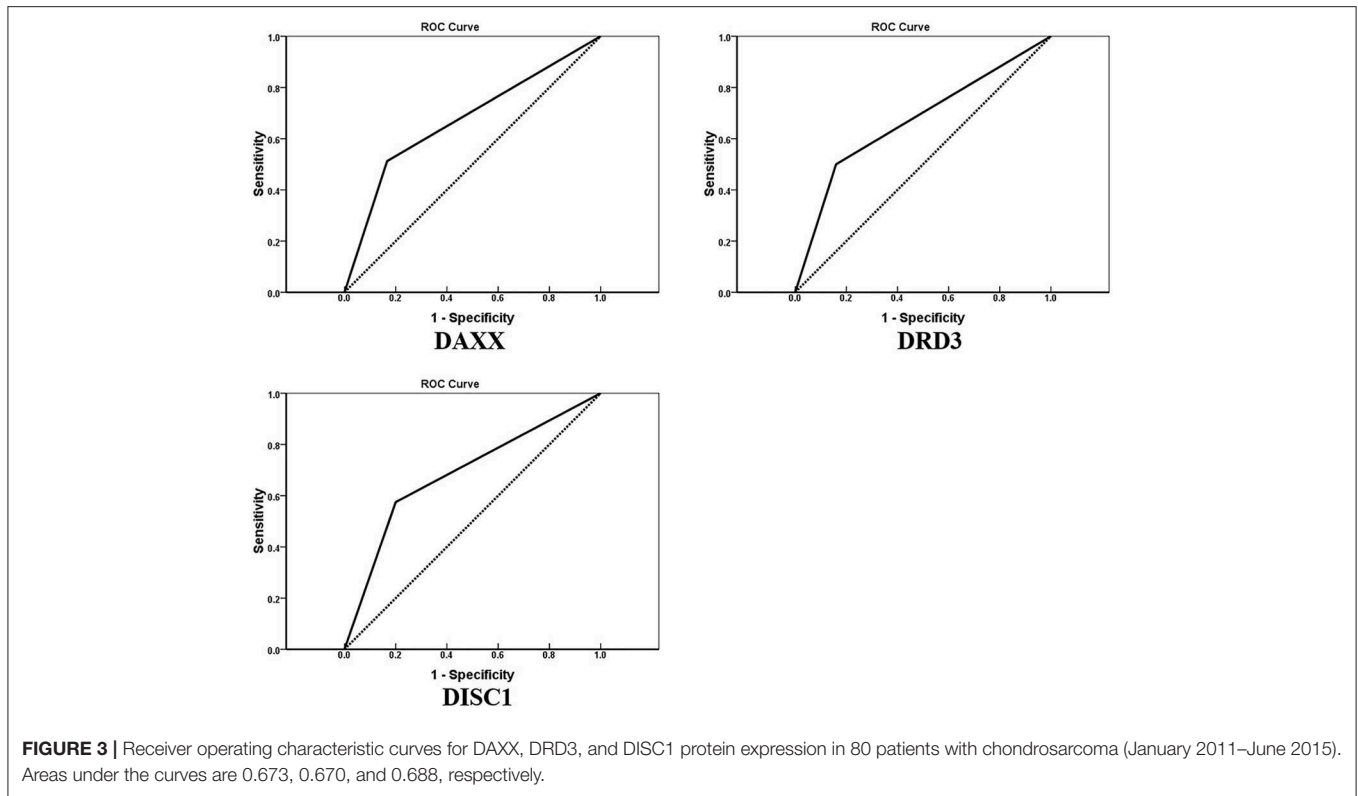 ROC Curve
1.0
0.8
0.6
0.4
0.2
0.0
Sensitivity
0.0 0.2 0.4 0.6 0.8 1.0
1 - Specificity
DAXX
ROC Curve
1.0
0.8
0.6
0.4
0.2
0.0
Sensitivity
0.0 0.2 0.4 0.6 0.8 1.0
1 - Specificity
DRD3
ROC Curve
1.0
0.8
0.6
0.4
0.2
0.0
Sensitivity
0.0 0.2 0.4 0.6 0.8 1.0
1 - Specificity
DISC1
FIGURE 3 | Receiver operating characteristic curves for DAXX, DRD3, and DISC1 protein expression in 80 patients with chondrosarcoma (January 2011–June 2015).
Areas under the curves are 0.673, 0.670, and 0.688, respectively.